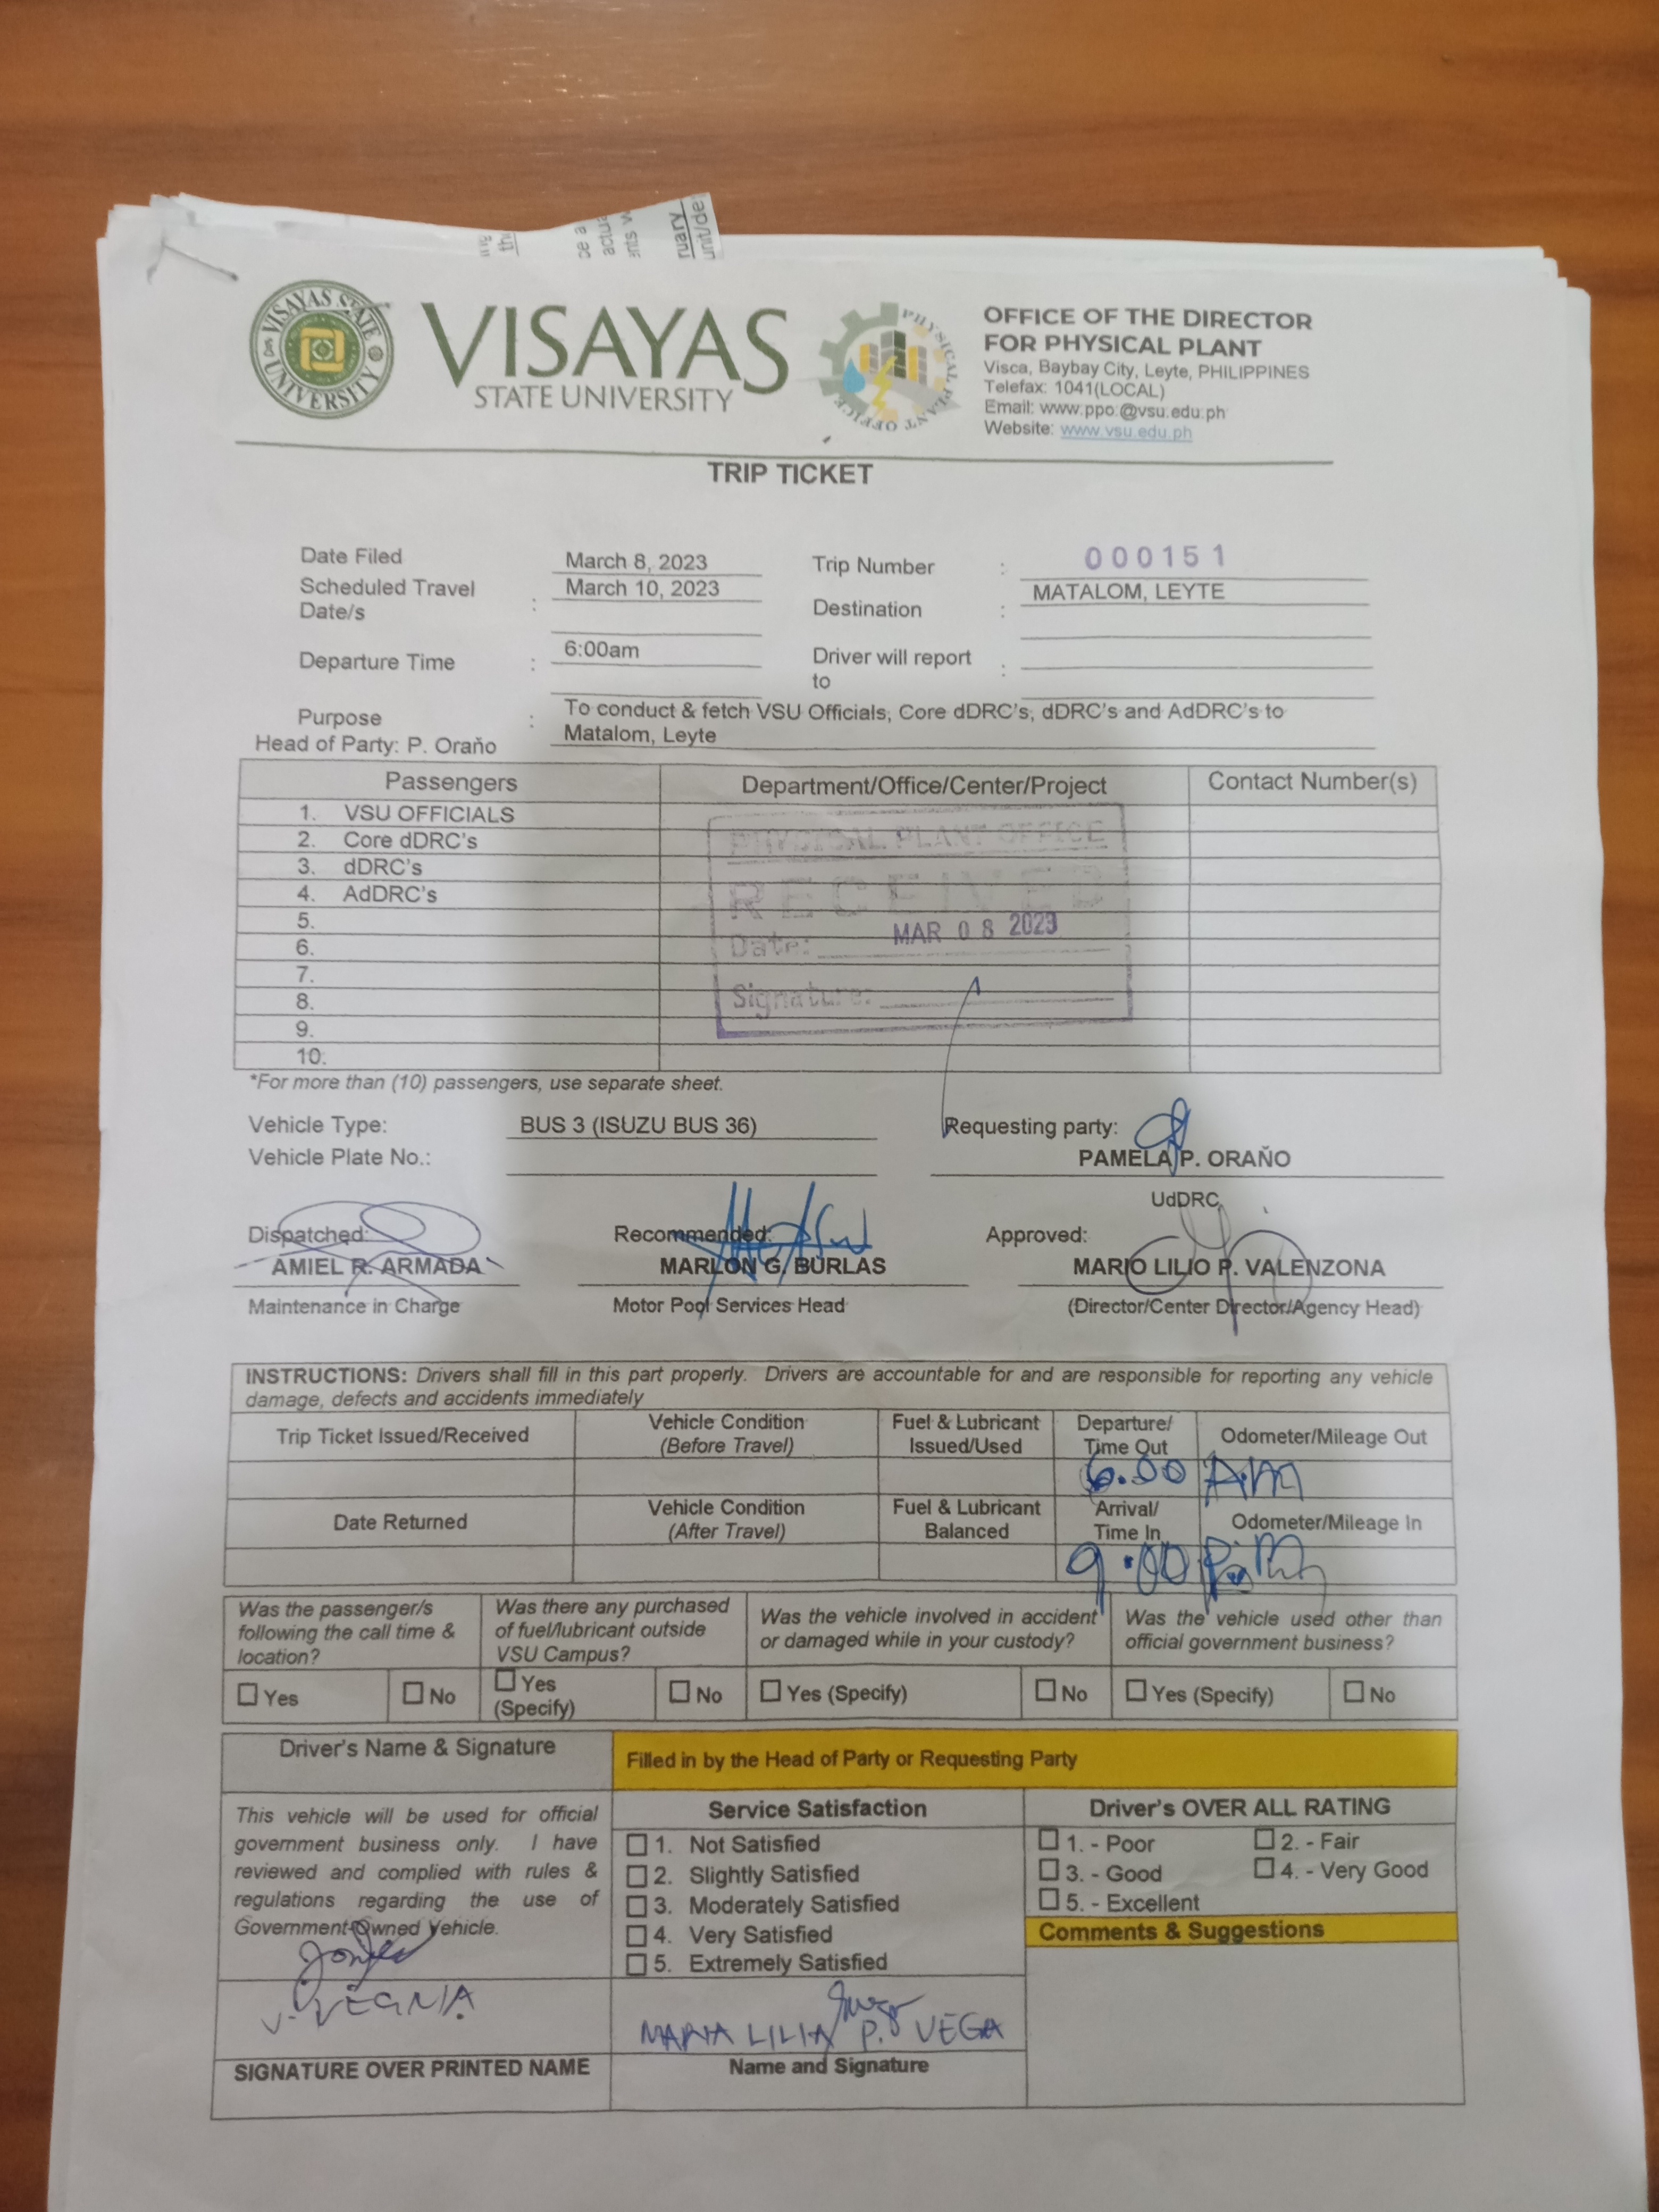 ruary
unit/de
actua
ce a
th
VISAYAS STATE UNIVERSITY
VISAYAS
STATE UNIVERSITY
PHYSICAL PLANT OFFICE
OFFICE OF THE DIRECTOR
FOR PHYSICAL PLANT
Visca, Baybay City, Leyte, PHILIPPINES
Telefax: 1041(LOCAL)
Email: www.ppo.@vsu.edu.ph
Website: www.vsu.edu.ph
TRIP TICKET
Date Filed March 8, 2023 Trip Number : 000151
Scheduled Travel Date/s : March 10, 2023 Destination : MATALOM, LEYTE
Departure Time : 6:00am Driver will report to :
Purpose : To conduct & fetch VSU Officials, Core dDRC's, dDRC's and AdDRC's to
Head of Party: P. Oraňo Matalom, Leyte
Passengers Department/Office/Center/Project Contact Number(s)
1. VSU OFFICIALS
2. Core dDRC's
3. dDRC's
4. AdDRC's
5.
6.
7.
8.
9.
10.
PHYSICAL PLANT OFFICE
RECEIVED
Date: MAR 08 2023
Signature:
*For more than (10) passengers, use separate sheet.
Vehicle Type: BUS 3 (ISUZU BUS 36) Requesting party:
Vehicle Plate No.: PAMELA P. ORAŇO
UdDRC
Dispatched: Recommended: Approved:
AMIEL R. ARMADA MARLON G. BURLAS MARIO LILIO P. VALENZONA
Maintenance in Charge Motor Pool Services Head (Director/Center Director/Agency Head)
INSTRUCTIONS: Drivers shall fill in this part properly. Drivers are accountable for and are responsible for reporting any vehicle
damage, defects and accidents immediately
Trip Ticket Issued/Received Vehicle Condition (Before Travel) Fuel & Lubricant Issued/Used Departure/ Time Out Odometer/Mileage Out
6.00 A.M
Date Returned Vehicle Condition (After Travel) Fuel & Lubricant Balanced Arrival/ Time In Odometer/Mileage In
9.00 P.M
Was the passenger/s following the call time & location? Was there any purchased of fuel/lubricant outside VSU Campus? Was the vehicle involved in accident or damaged while in your custody? Was the vehicle used other than official government business?
Yes No Yes (Specify) No Yes (Specify) No Yes (Specify) No
Driver's Name & Signature Filled in by the Head of Party or Requesting Party
Service Satisfaction Driver's OVER ALL RATING
This vehicle will be used for official
government business only. I have
reviewed and complied with rules &
regulations regarding the use of
Government-Owned Vehicle.
1. Not Satisfied
2. Slightly Satisfied
3. Moderately Satisfied
4. Very Satisfied
5. Extremely Satisfied
1. - Poor 2. - Fair
3. - Good 4. - Very Good
5. - Excellent
Comments & Suggestions
MARIA LILIA P. VEGA
SIGNATURE OVER PRINTED NAME Name and Signature